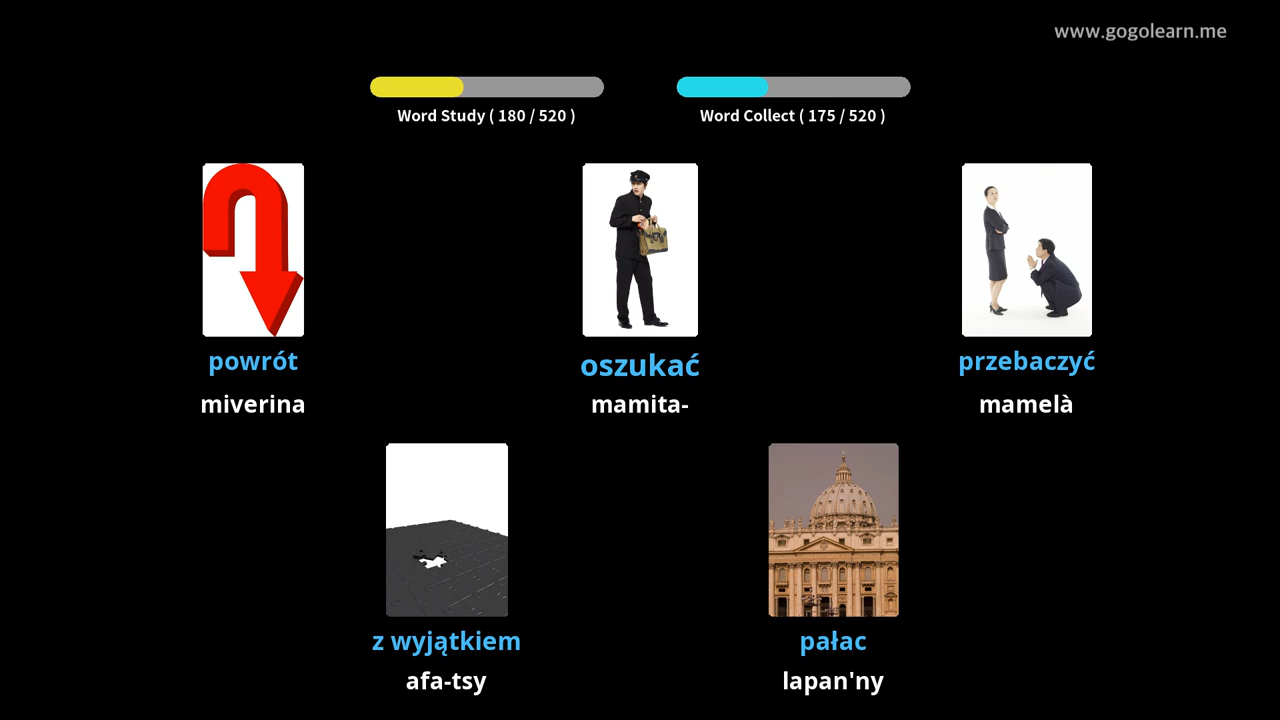 www.gogolearn.me
Word Study ( 180 / 520 )
Word Collect ( 175 / 520 )
powrót
oszukać
przebaczyć
miverina
mamita-
mamelà
z wyjątkiem
pałac
afa-tsy
lapan'ny